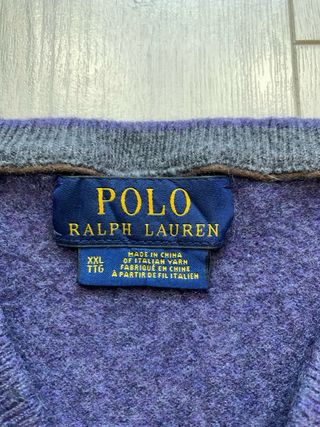 POLO
RALPH LAUREN
XXL
TTG
MADE IN CHINA
OF ITALIAN YARN
FABRIQUÉ EN CHINE
À PARTIR DE FIL ITALIEN